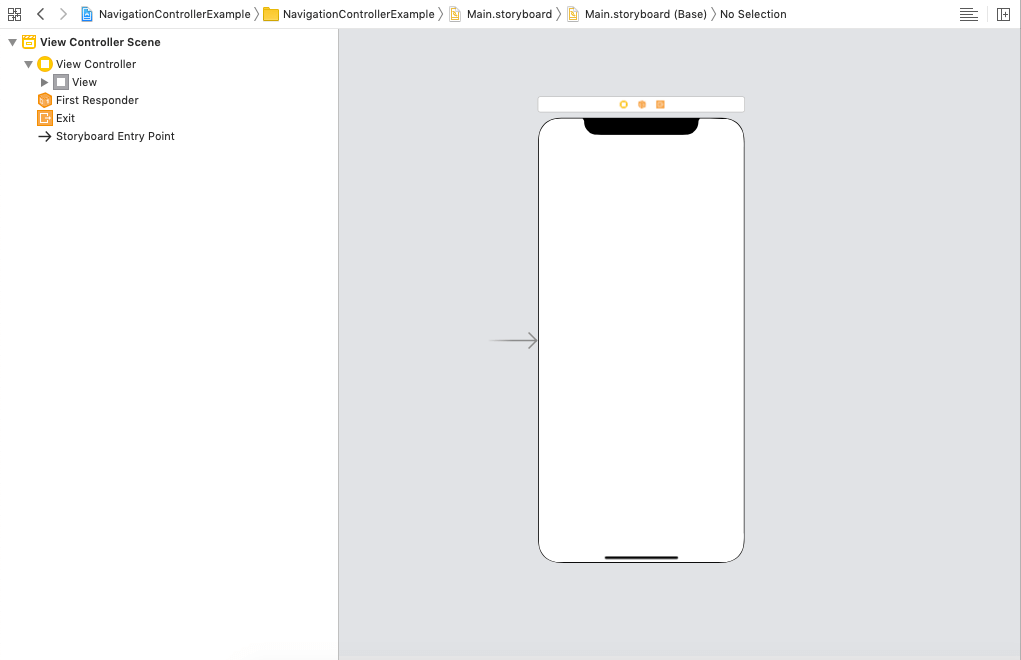 NavigationControllerExample NavigationControllerExample Main.storyboard Main.storyboard (Base) No Selection
View Controller Scene
View Controller
View
First Responder
Exit
Storyboard Entry Point